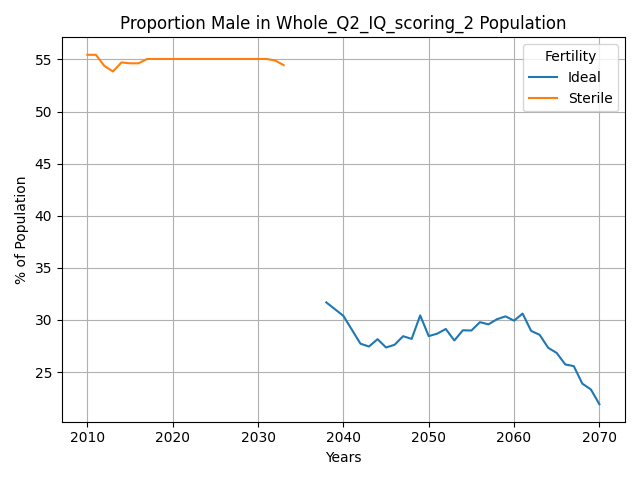 Proportion Male in Whole_Q2_IQ_scoring_2 Population
% of Population
55
50
45
40
35
30
25
Fertility
Ideal
Sterile
2010 2020 2030 2040 2050 2060 2070
Years